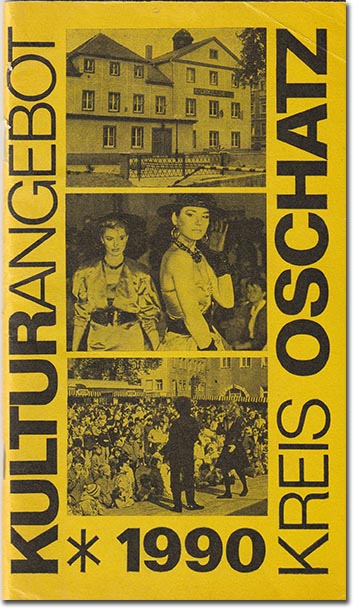 KULTURANGEBOT
KREIS OSCHATZ
* 1990